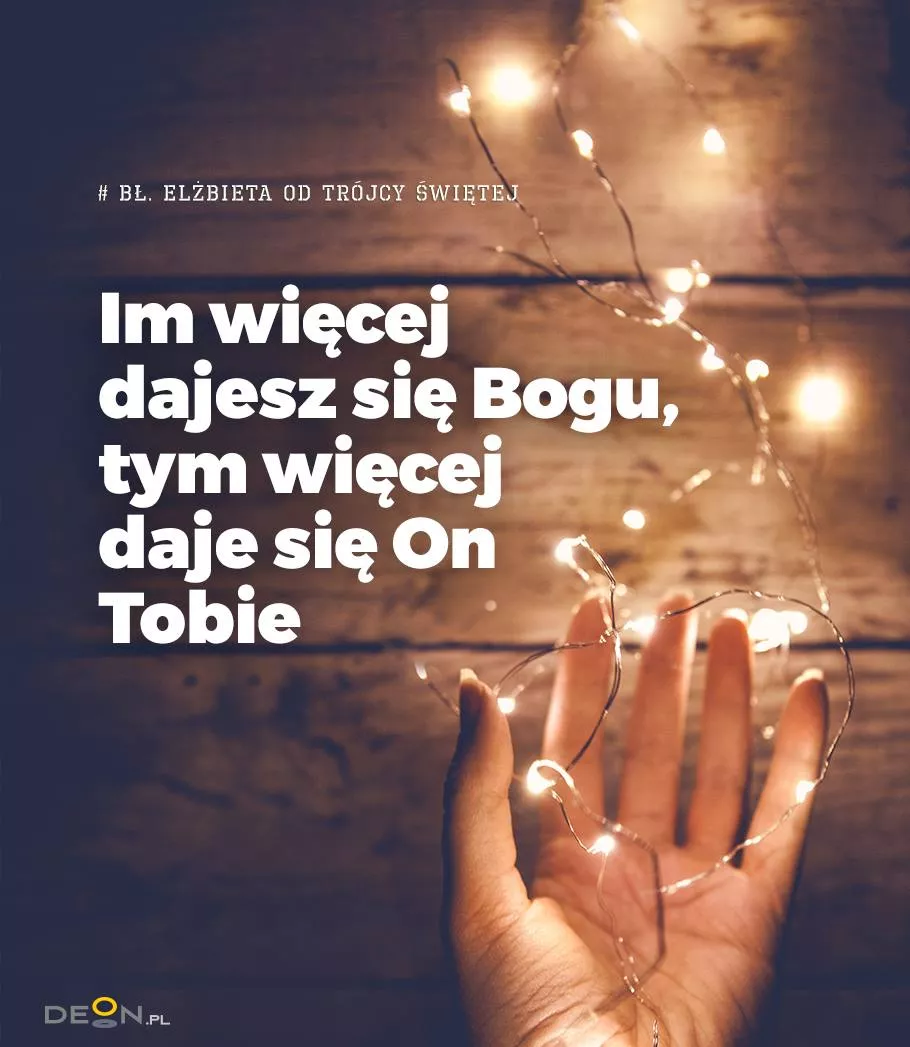 # BŁ. ELŻBIETA OD TRÓJCY ŚWIĘTEJ
Im więcej
dajesz się Bogu,
tym więcej
daje się On
Tobie
DEON.PL